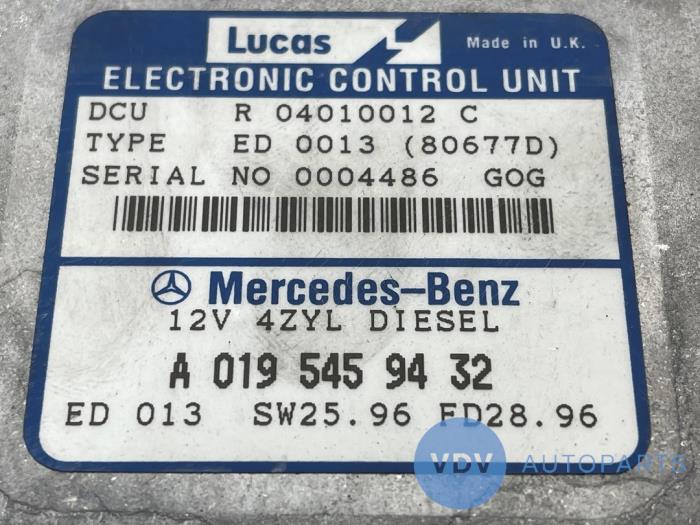 Lucas
Made in U.K.
ELECTRONIC CONTROL UNIT
DCU R 04010012 C
TYPE ED 0013 (80677D)
SERIAL NO 0004486 GOG
Mercedes-Benz
12V 4ZYL DIESEL
A 019 545 94 32
ED 013 SW25.96 FD28.96
VDV AUTOPARTS